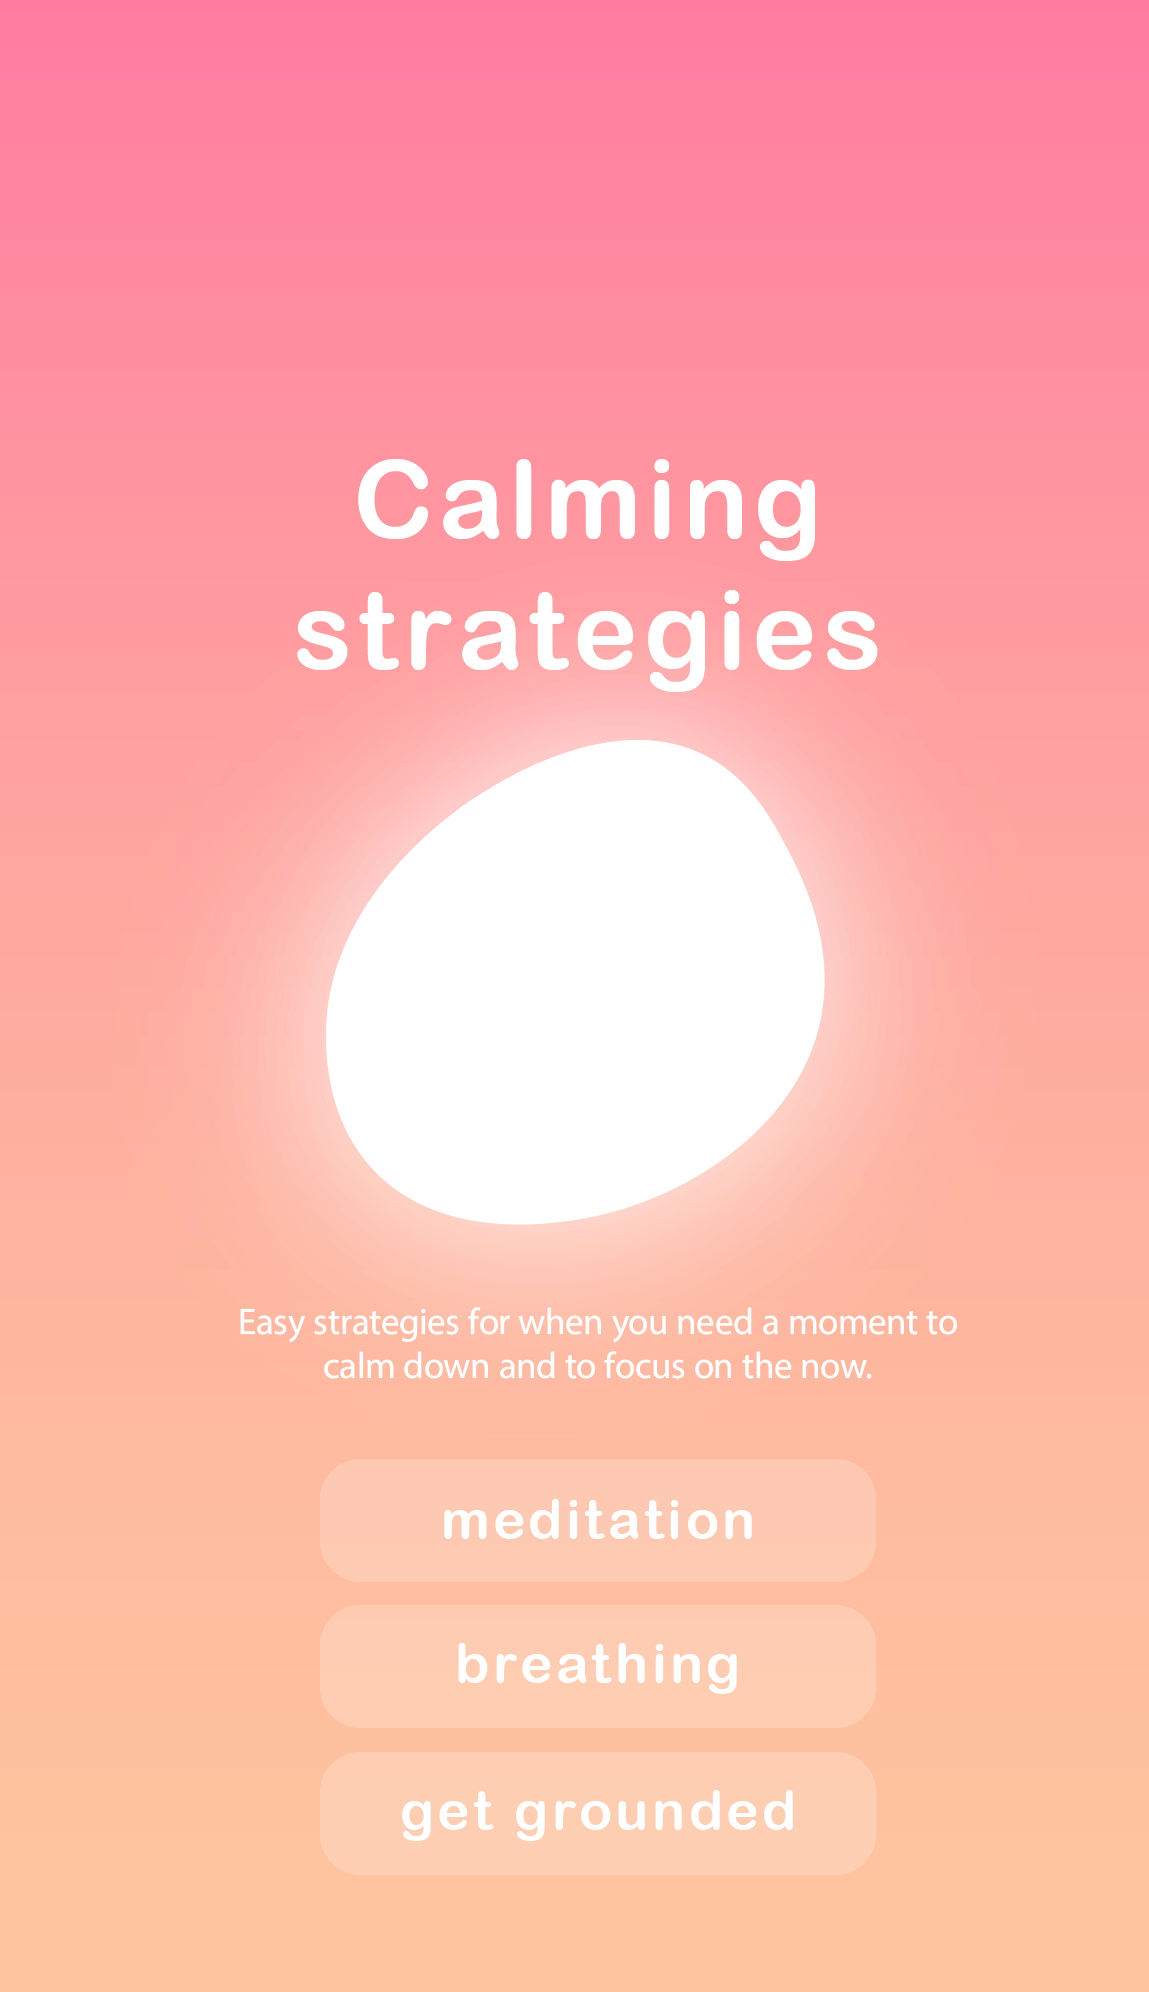 Calming
strategies
Easy strategies for when you need a moment to
calm down and to focus on the now.
meditation
breathing
get grounded